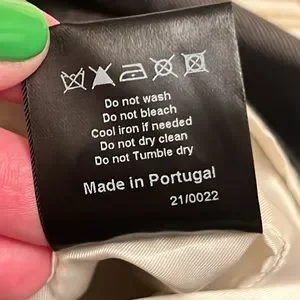 Do not wash
Do not bleach
Cool iron if needed
Do not dry clean
Do not Tumble dry
Made in Portugal
21/0022